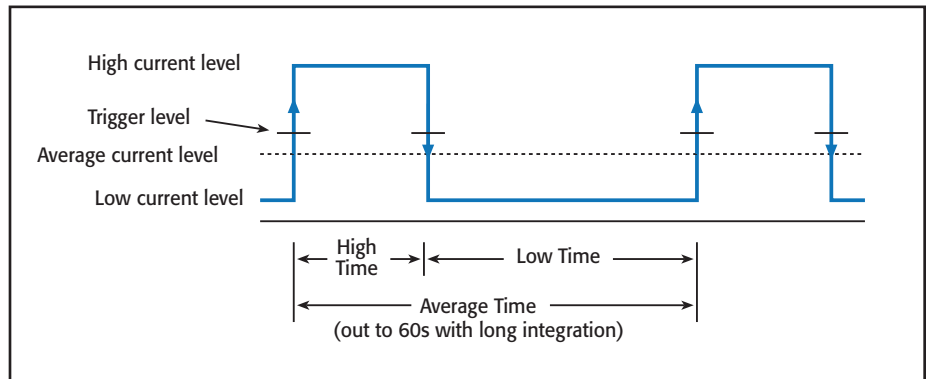 High current level
Trigger level
Average current level
Low current level
High
Time
Low Time
Average Time
(out to 60s with long integration)